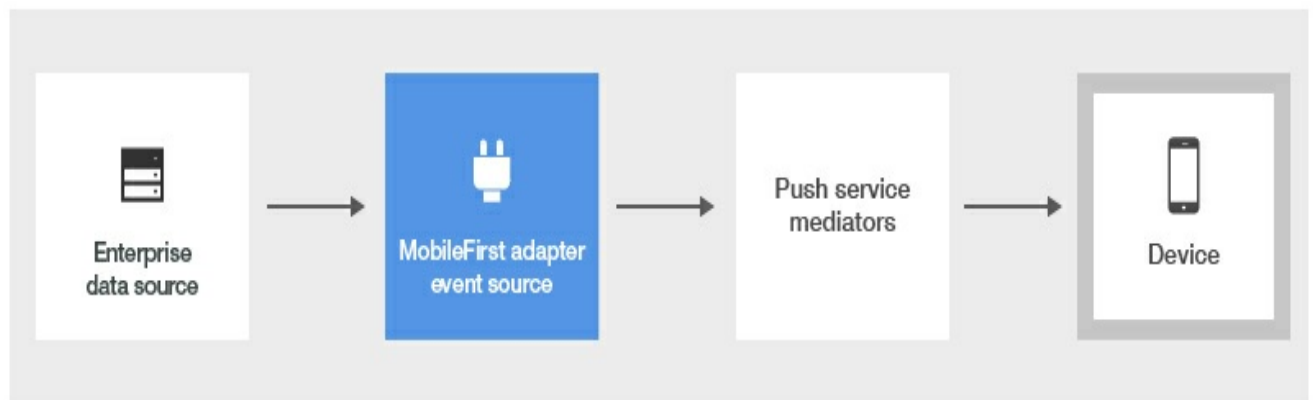 Enterprise
data source
MobileFirst adapter
event source
Push service
mediators
Device